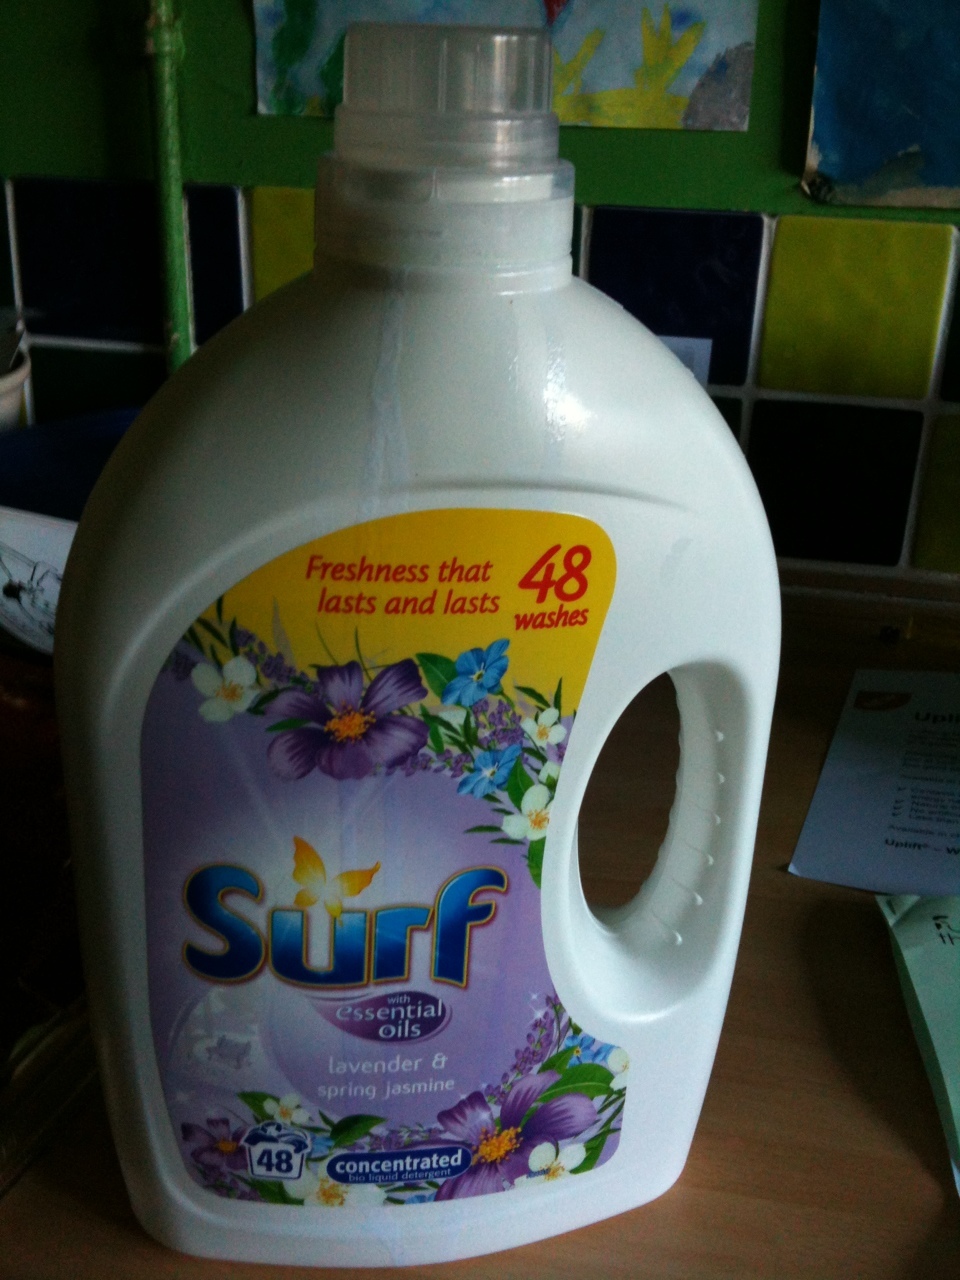 Freshness that
lasts and lasts
48
washes
Surf
with
essential
oils
lavender &
spring jasmine
48
concentrated
bio liquid detergent
Uplift